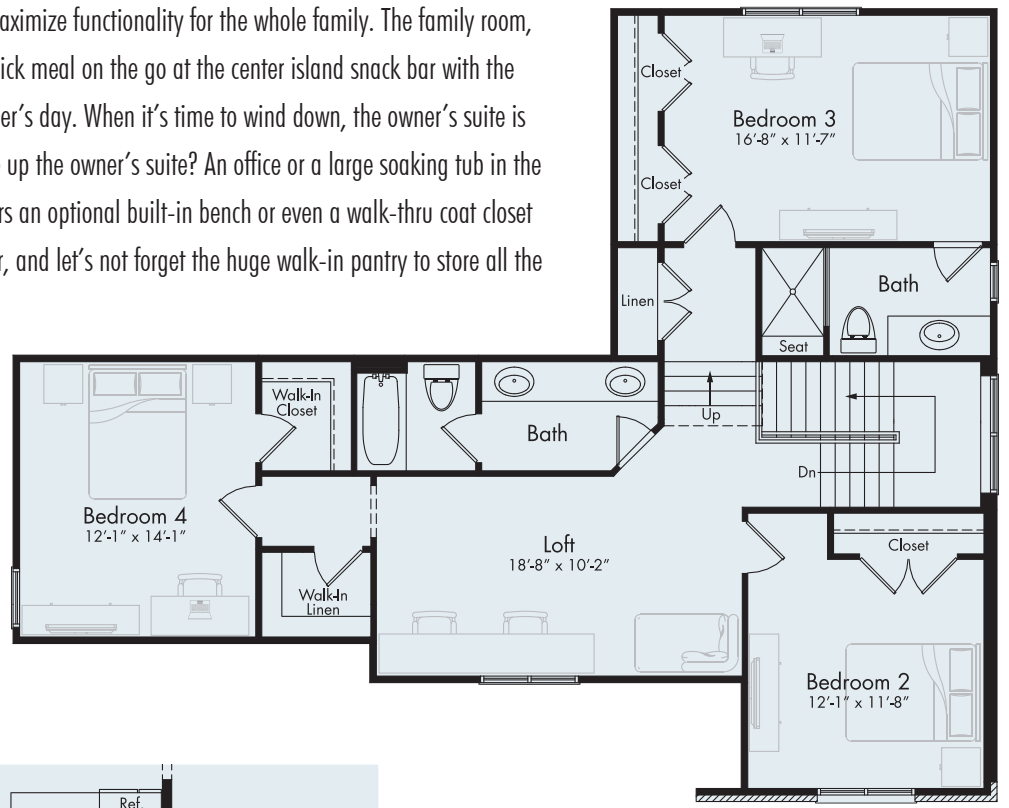 aximize functionality for the whole family. The family room,
ick meal on the go at the center island snack bar with the
er’s day. When it’s time to wind down, the owner’s suite is
up the owner’s suite? An office or a large soaking tub in the
rs an optional built-in bench or even a walk-thru coat closet
, and let’s not forget the huge walk-in pantry to store all the
Closet
Bedroom 3
16'-8" x 11'-7"
Closet
Linen
Bath
Seat
Up
Dn
Walk-In
Closet
Bath
Bedroom 4
12'-1" x 14'-1"
Loft
18'-8" x 10'-2"
Walk-In
Linen
Closet
Bedroom 2
12'-1" x 11'-8"
Ref.